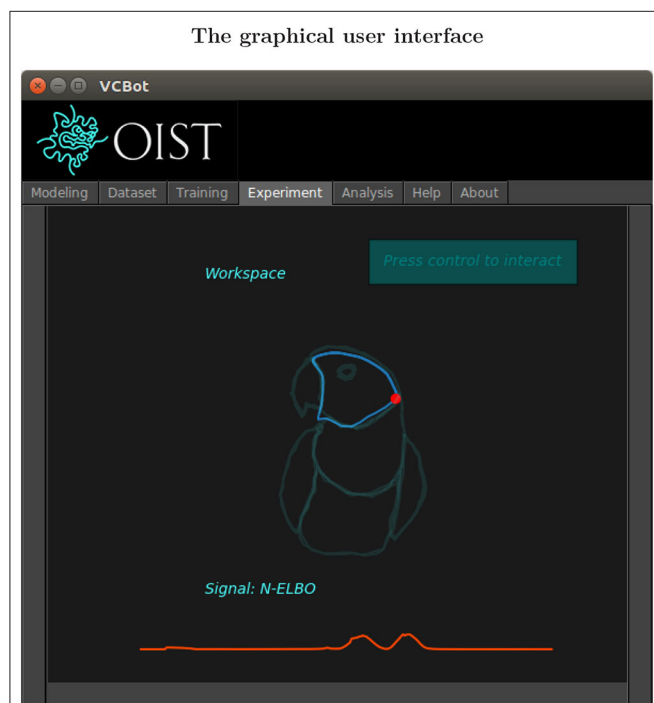 The graphical user interface
VCBot
OIST
Modeling Dataset Training Experiment Analysis Help About
Press control to interact
Workspace
Signal: N-ELBO